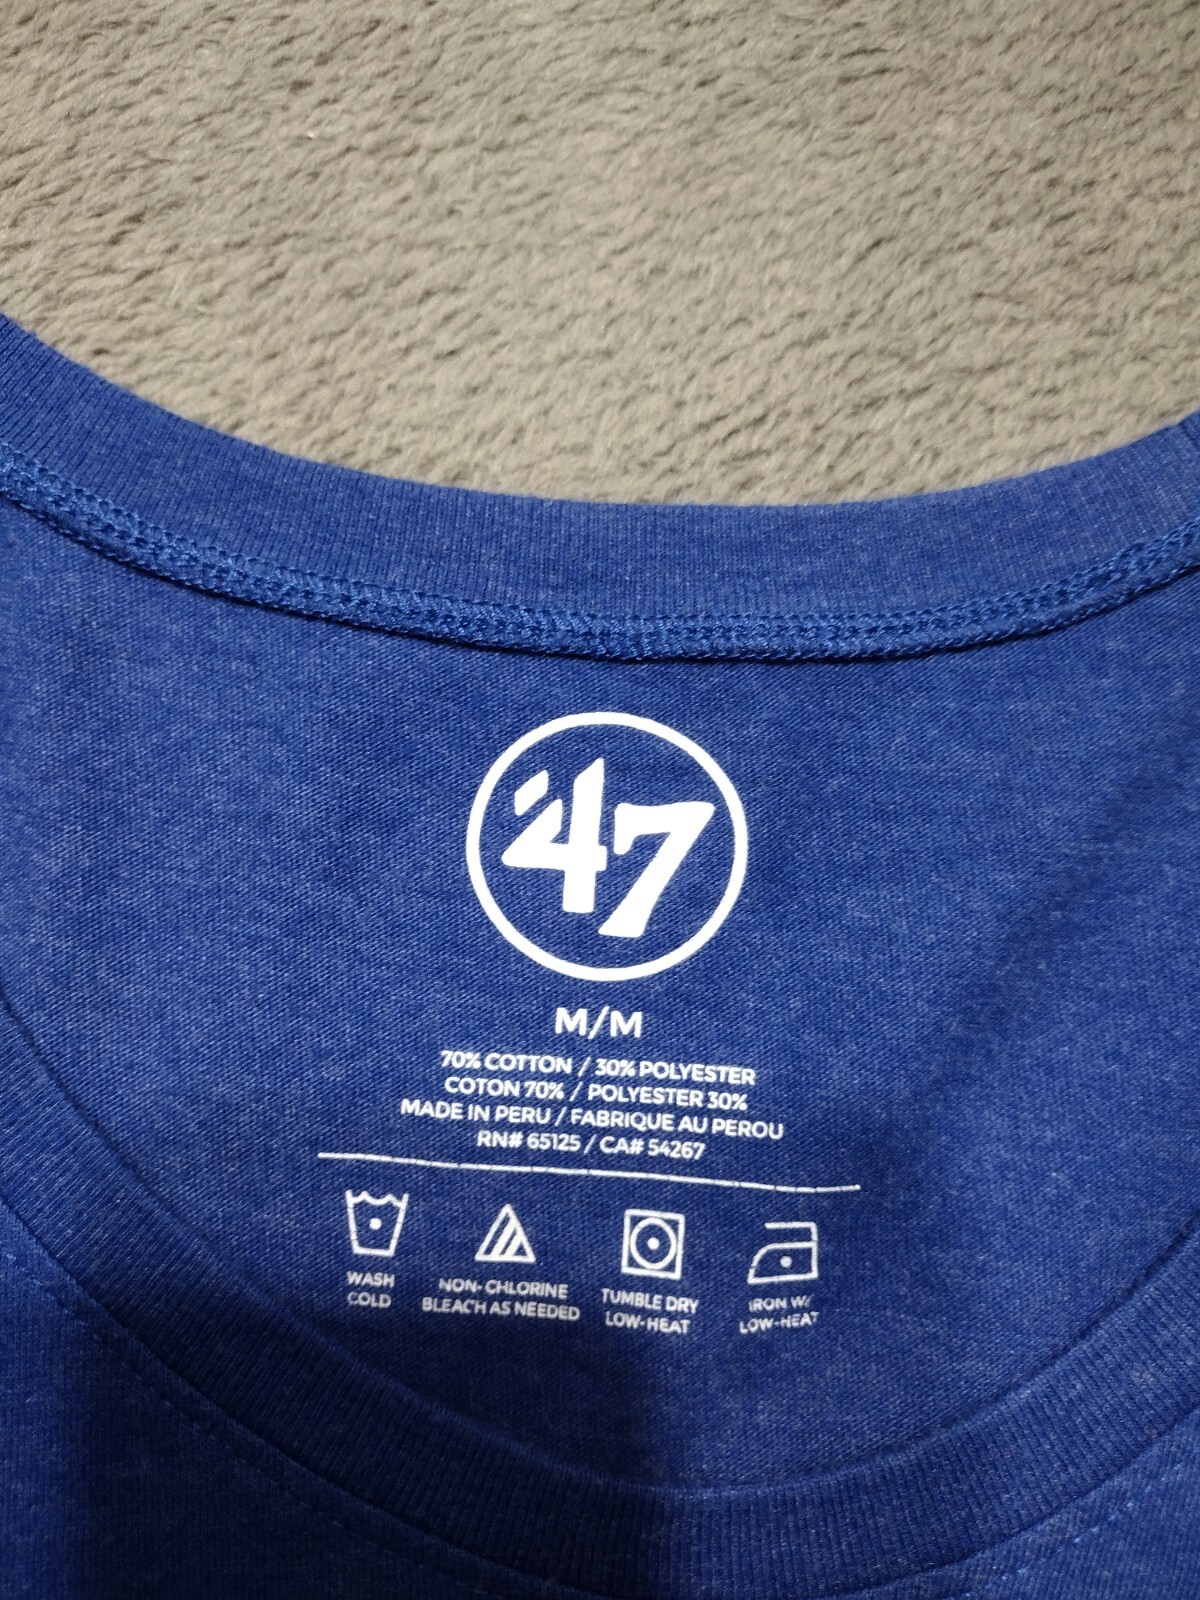 '47
M/M
70% COTTON / 30% POLYESTER
COTON 70% / POLYESTER 30%
MADE IN PERU / FABRIQUE AU PEROU
RN# 65125 / CA# 54267
WASH COLD
NON-CHLORINE BLEACH AS NEEDED
TUMBLE DRY LOW-HEAT
IRON W/ LOW-HEAT